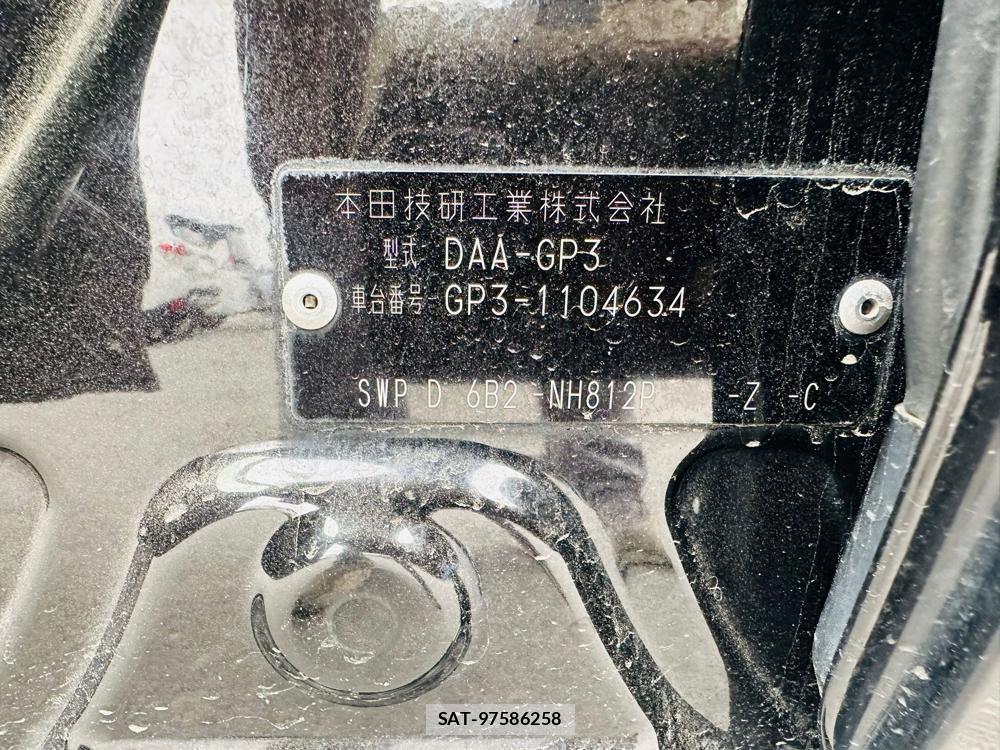 本田技研工業株式会社
型式 DAA-GP3
車台番号 GP3-1104634
SWP D 6B2 -NH812P -Z -C
SAT-97586258